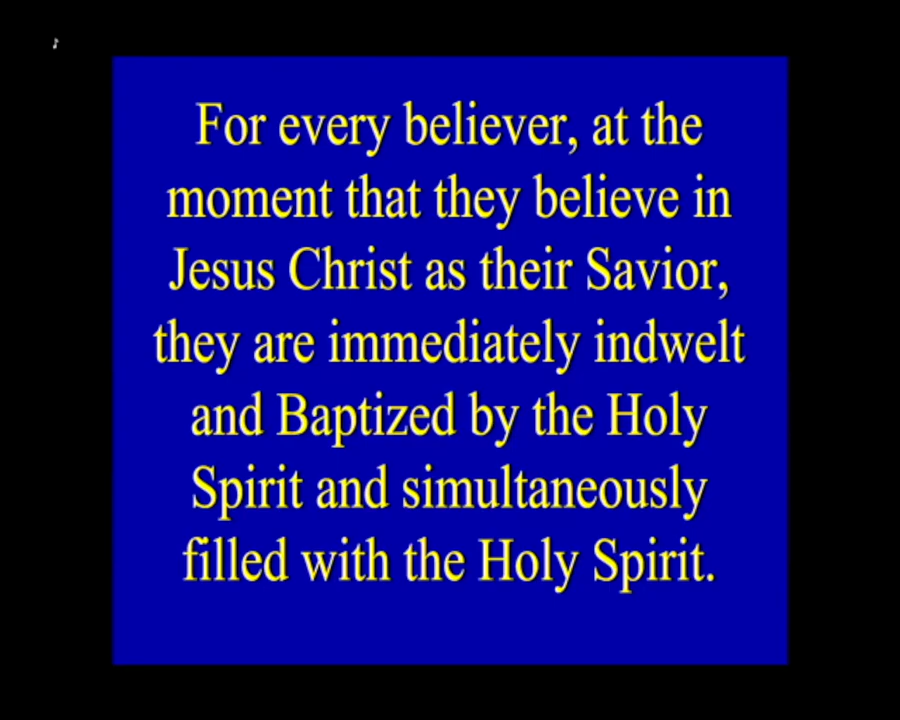 For every believer, at the
moment that they believe in
Jesus Christ as their Savior,
they are immediately indwelt
and Baptized by the Holy
Spirit and simultaneously
filled with the Holy Spirit.